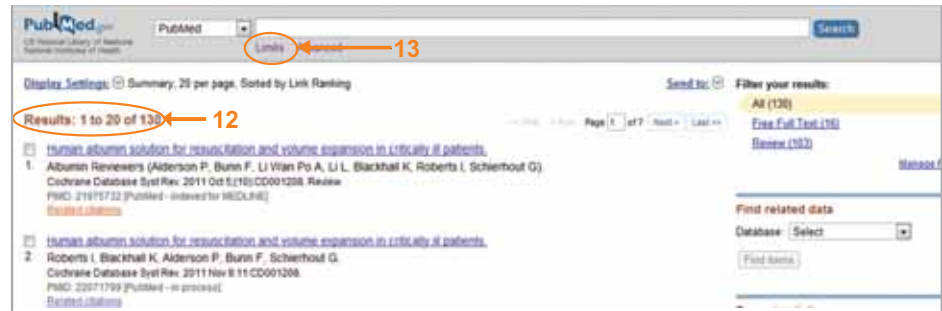 PubMed.gov
US National Library of Medicine
National Institutes of Health
PubMed
Search
Limits Advanced
13
Display Settings: Summary, 20 per page, Sorted by Link Ranking
Send to:
Filter your results:
All (130)
Free Full Text (16)
Review (103)
Manage F
Results: 1 to 20 of 130
12
<< First < Prev Page 1 of 7 Next > Last >>
Human albumin solution for resuscitation and volume expansion in critically ill patients.
1. Albumin Reviewers (Alderson P, Bunn F, Li Wan Po A, Li L, Blackhall K, Roberts I, Schierhout G).
Cochrane Database Syst Rev. 2011 Oct 5;(10):CD001208. Review.
PMID: 21975732 [PubMed - indexed for MEDLINE]
Related citations
Find related data
Database: Select
Find items
Human albumin solution for resuscitation and volume expansion in critically ill patients.
2. Roberts I, Blackhall K, Alderson P, Bunn F, Schierhout G.
Cochrane Database Syst Rev. 2011 Nov 9;11:CD001208.
PMID: 22071799 [PubMed - in process]
Related citations